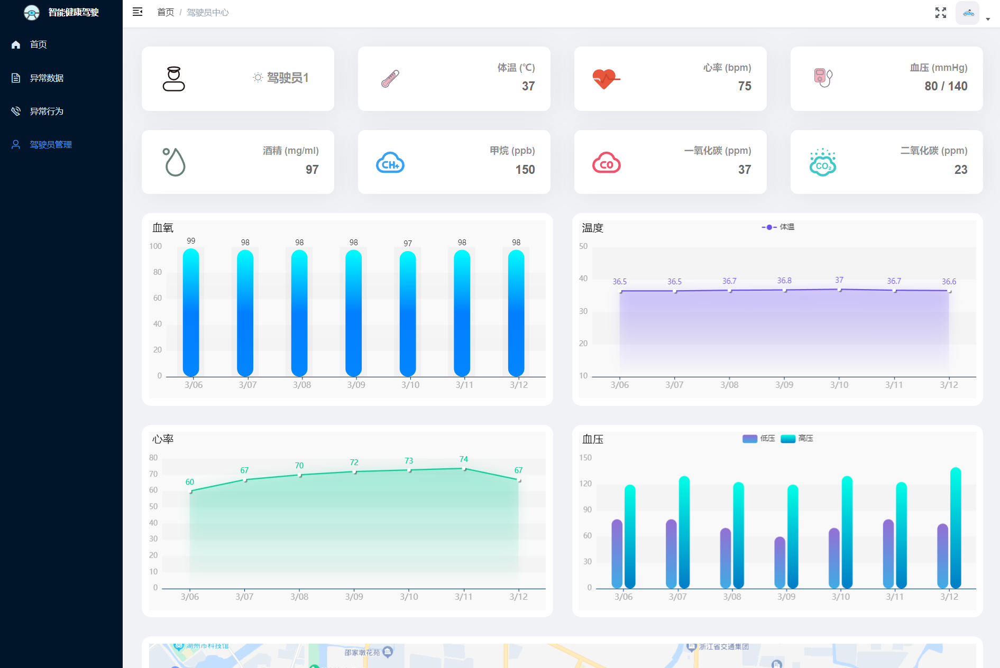 智能健康驾驶
首页
异常数据
异常行为
驾驶员管理
首页 / 驾驶员中心
驾驶员1
体温 (℃)
37
心率 (bpm)
75
血压 (mmHg)
80 / 140
酒精 (mg/ml)
97
甲烷 (ppb)
CH4
150
一氧化碳 (ppm)
CO
37
二氧化碳 (ppm)
CO2
23
血氧
99 98 98 98 97 98 98
100
80
60
40
20
0
3/06 3/07 3/08 3/09 3/10 3/11 3/12
温度
体温
50
40
30
20
10
36.5 36.5 36.7 36.8 37 36.7 36.6
3/06 3/07 3/08 3/09 3/10 3/11 3/12
心率
80
70
60
50
40
30
20
10
0
60 67 70 72 73 74 67
3/06 3/07 3/08 3/09 3/10 3/11 3/12
血压
低压 高压
150
120
90
60
30
0
3/06 3/07 3/08 3/09 3/10 3/11 3/12
湖州市科技馆
邵家墩花苑
浙江省交通集团